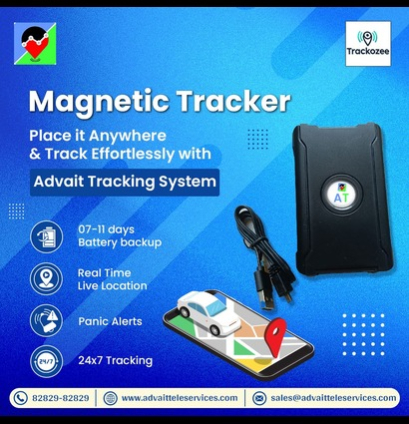 Trackozee
Magnetic Tracker
Place it Anywhere
& Track Effortlessly with
Advait Tracking System
AT
07-11 days
Battery backup
Real Time
Live Location
Panic Alerts
24/7
24x7 Tracking
82829-82829 | www.advaitteleservices.com | sales@advaitteleservices.com